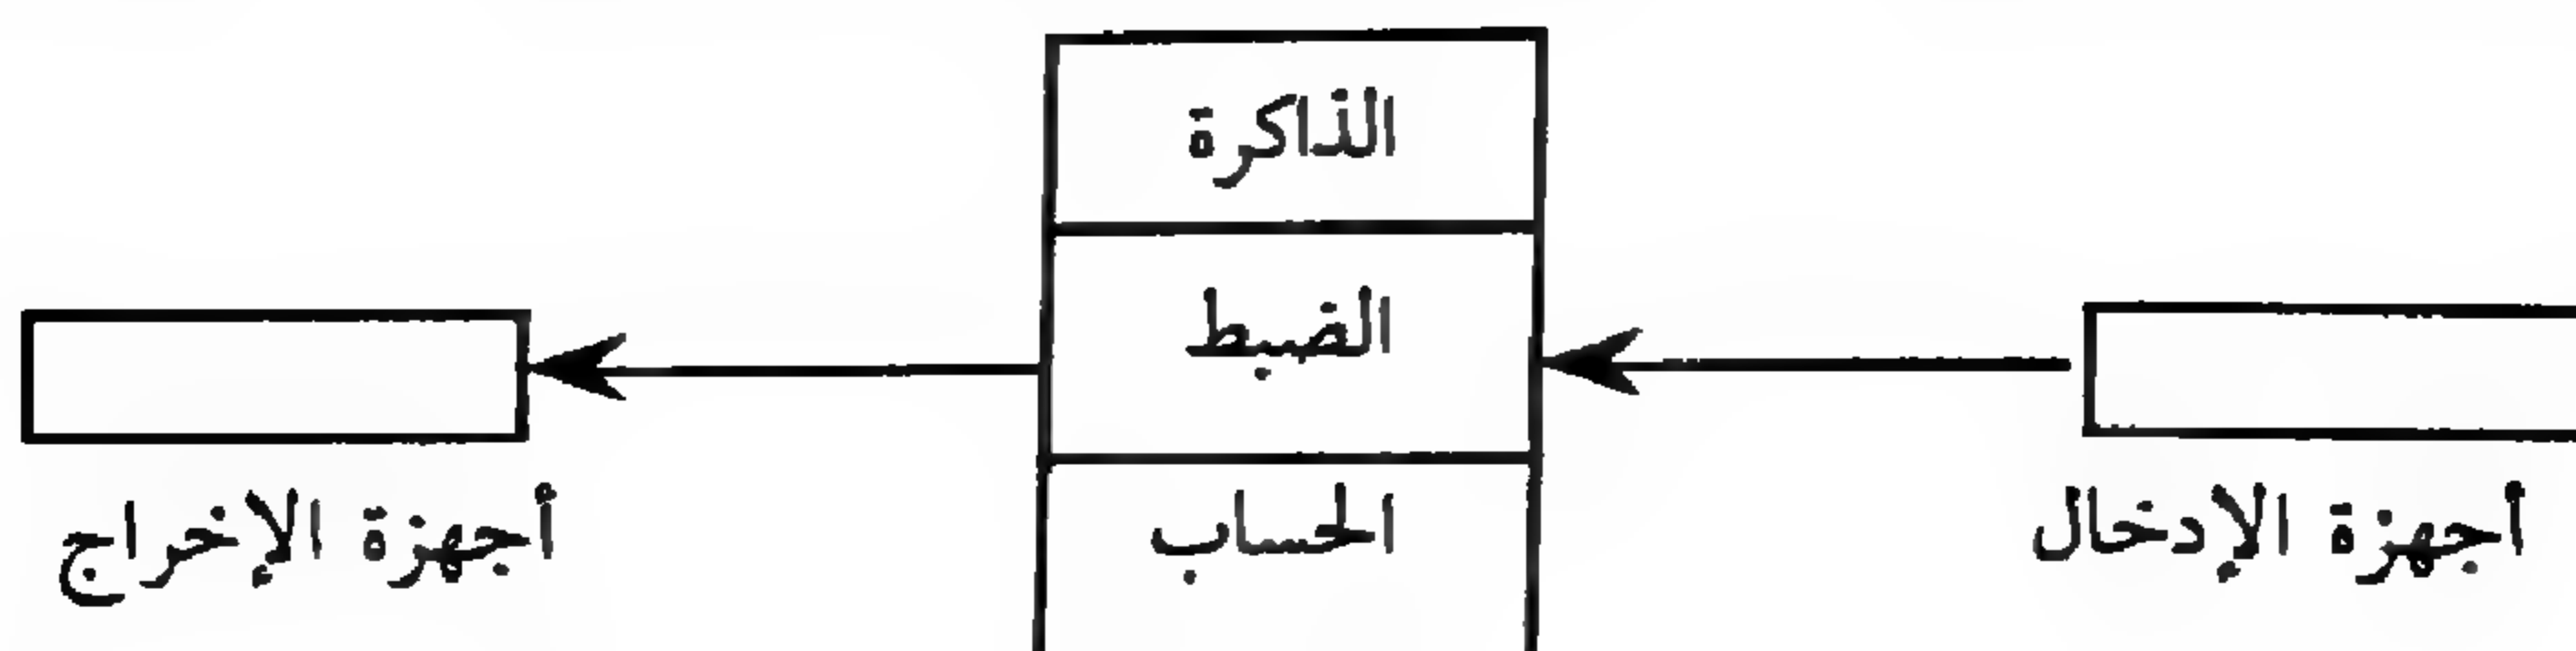 الذاكرة
الضبط
الحساب
أجهزة الإدخال
أجهزة الإخراج